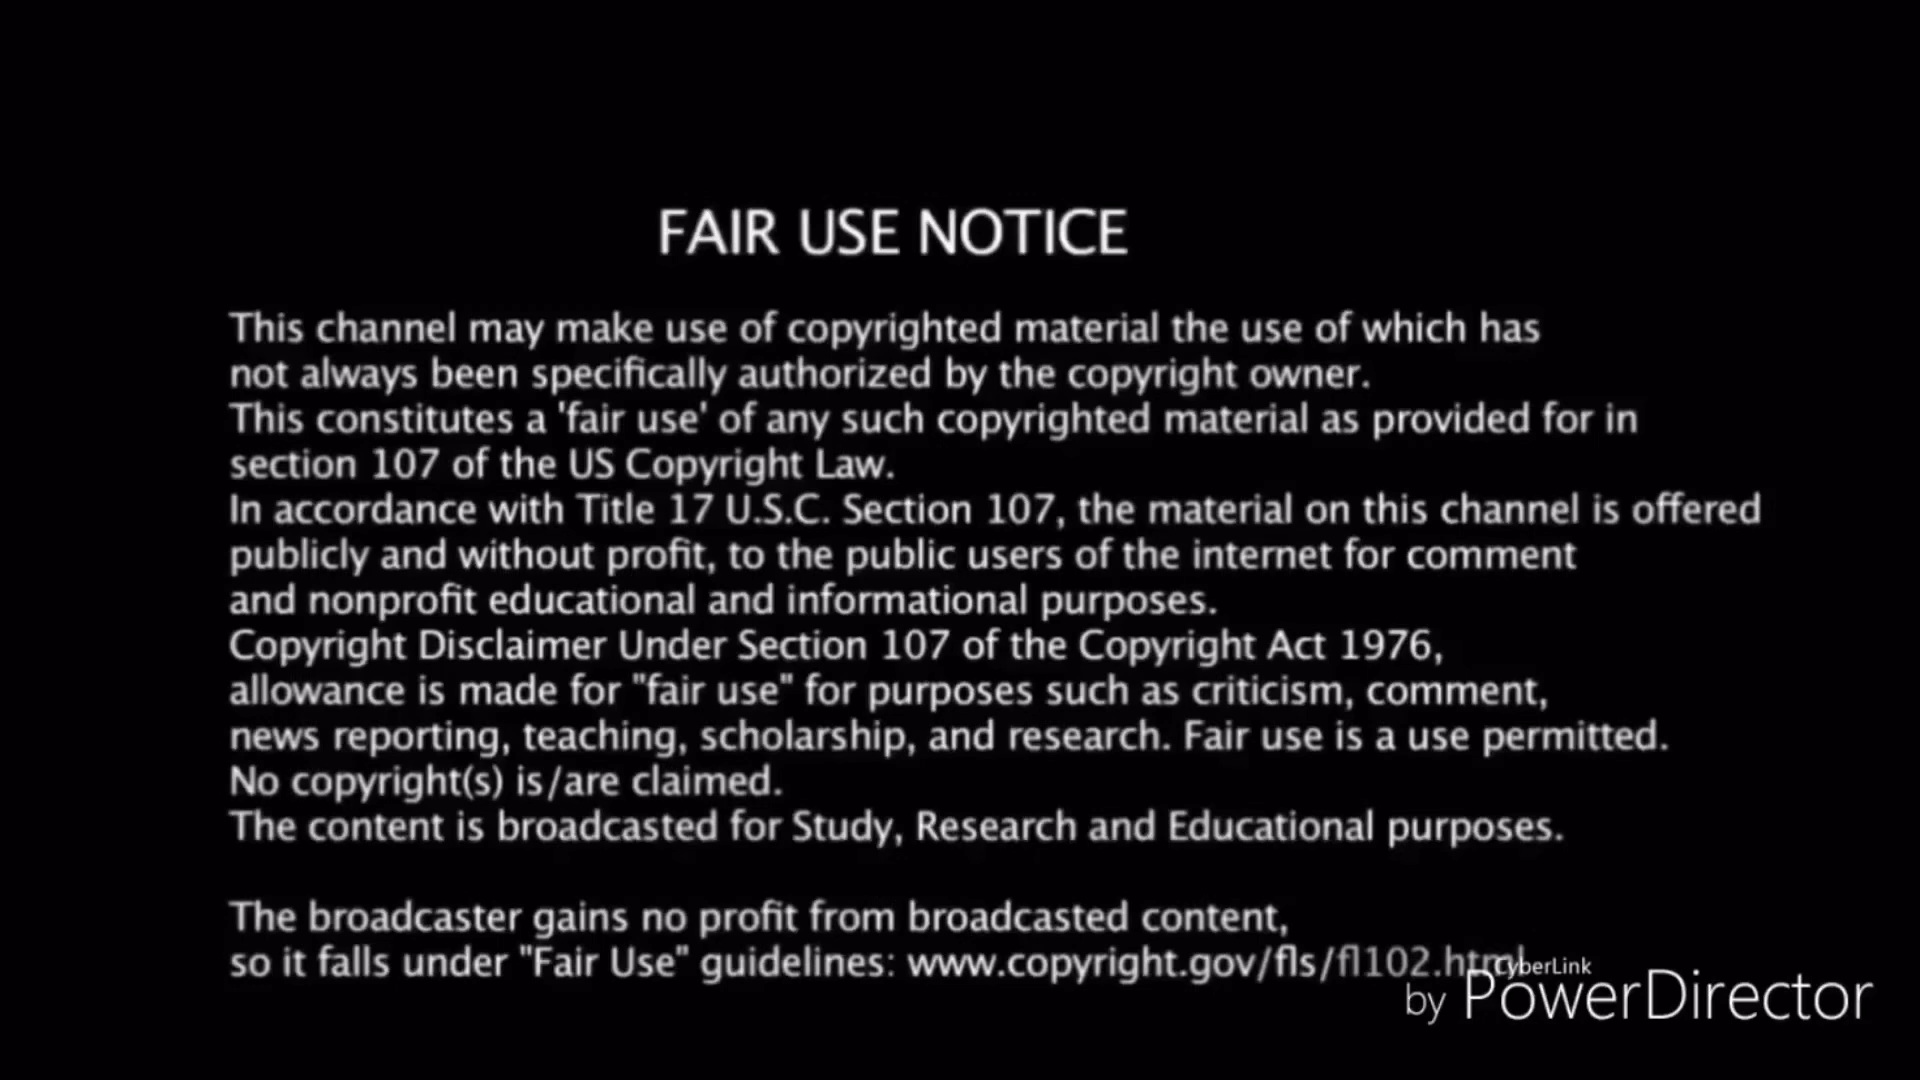 FAIR USE NOTICE
This channel may make use of copyrighted material the use of which has
not always been specifically authorized by the copyright owner.
This constitutes a 'fair use' of any such copyrighted material as provided for in
section 107 of the US Copyright Law.
In accordance with Title 17 U.S.C. Section 107, the material on this channel is offered
publicly and without profit, to the public users of the internet for comment
and nonprofit educational and informational purposes.
Copyright Disclaimer Under Section 107 of the Copyright Act 1976,
allowance is made for "fair use" for purposes such as criticism, comment,
news reporting, teaching, scholarship, and research. Fair use is a use permitted.
No copyright(s) is/are claimed.
The content is broadcasted for Study, Research and Educational purposes.
The broadcaster gains no profit from broadcasted content,
so it falls under "Fair Use" guidelines: www.copyright.gov/fls/fl102.html
CyberLink
by PowerDirector